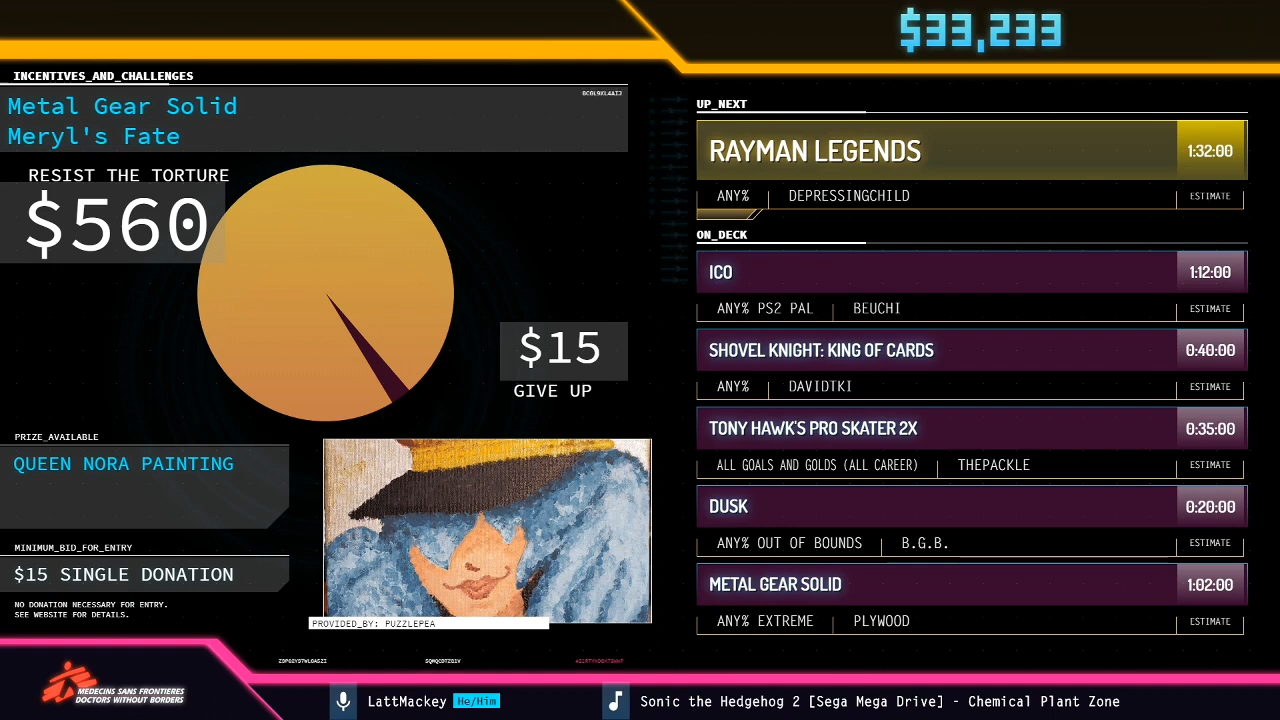 $33,233
INCENTIVES_AND_CHALLENGES
Metal Gear Solid
Meryl's Fate
RESIST THE TORTURE
$560
$15
GIVE UP
PRIZE_AVAILABLE
QUEEN NORA PAINTING
MINIMUM_BID_FOR_ENTRY
$15 SINGLE DONATION
NO DONATION NECESSARY FOR ENTRY.
SEE WEBSITE FOR DETAILS.
PROVIDED_BY: PUZZLEPEA
UP_NEXT
RAYMAN LEGENDS 1:32:00
ANY% DEPRESSINGCHILD ESTIMATE
ON_DECK
ICO 1:12:00
ANY% PS2 PAL BEUCHI ESTIMATE
SHOVEL KNIGHT: KING OF CARDS 0:40:00
ANY% DAVIDTKI ESTIMATE
TONY HAWK'S PRO SKATER 2X 0:35:00
ALL GOALS AND GOLDS (ALL CAREER) THEPACKLE ESTIMATE
DUSK 0:20:00
ANY% OUT OF BOUNDS B.G.B. ESTIMATE
METAL GEAR SOLID 1:02:00
ANY% EXTREME PLYWOOD ESTIMATE
MEDECINS SANS FRONTIERES
DOCTORS WITHOUT BORDERS
LattMackey He/Him
Sonic the Hedgehog 2 [Sega Mega Drive] - Chemical Plant Zone